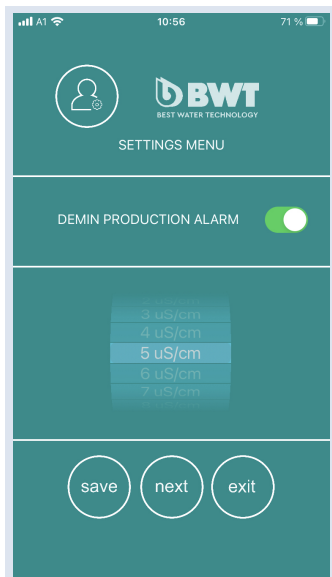 A1 10:56 71 %
BWT
BEST WATER TECHNOLOGY
SETTINGS MENU
DEMIN PRODUCTION ALARM
3 uS/cm
4 uS/cm
5 uS/cm
6 uS/cm
7 uS/cm
save next exit